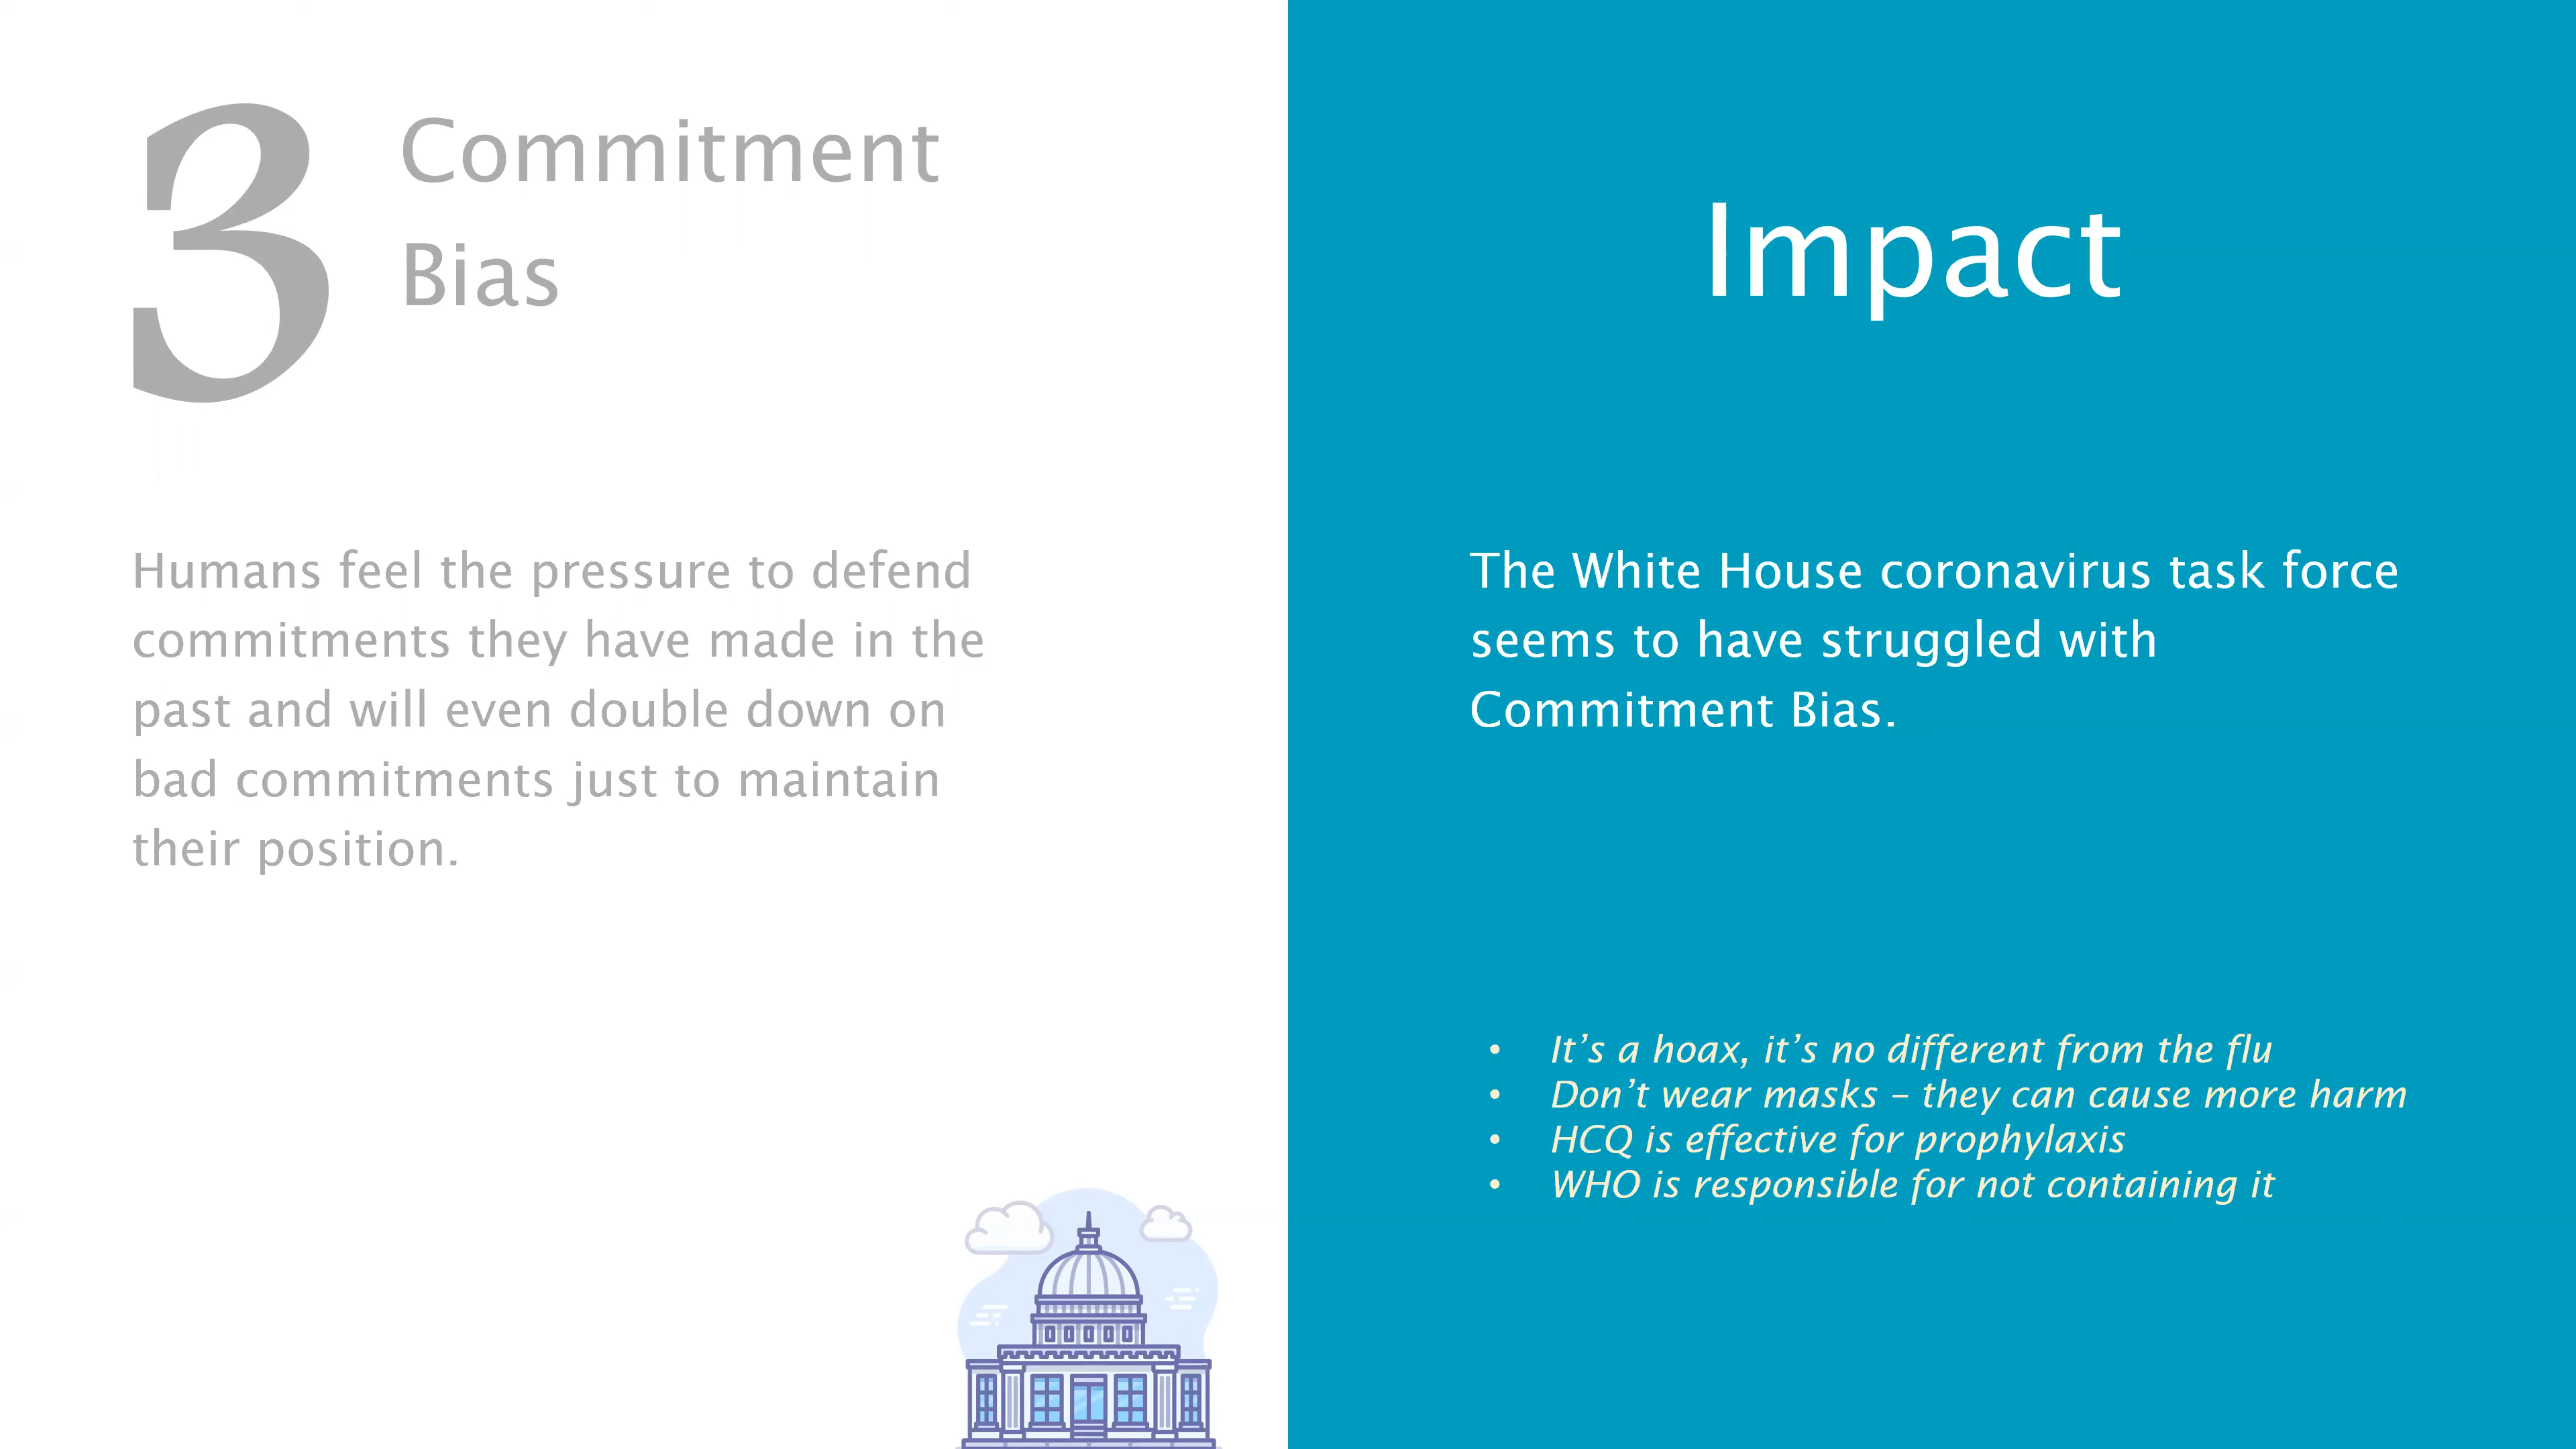 3
Commitment
Bias
Humans feel the pressure to defend
commitments they have made in the
past and will even double down on
bad commitments just to maintain
their position.
Impact
The White House coronavirus task force
seems to have struggled with
Commitment Bias.
• It’s a hoax, it’s no different from the flu
• Don’t wear masks – they can cause more harm
• HCQ is effective for prophylaxis
• WHO is responsible for not containing it